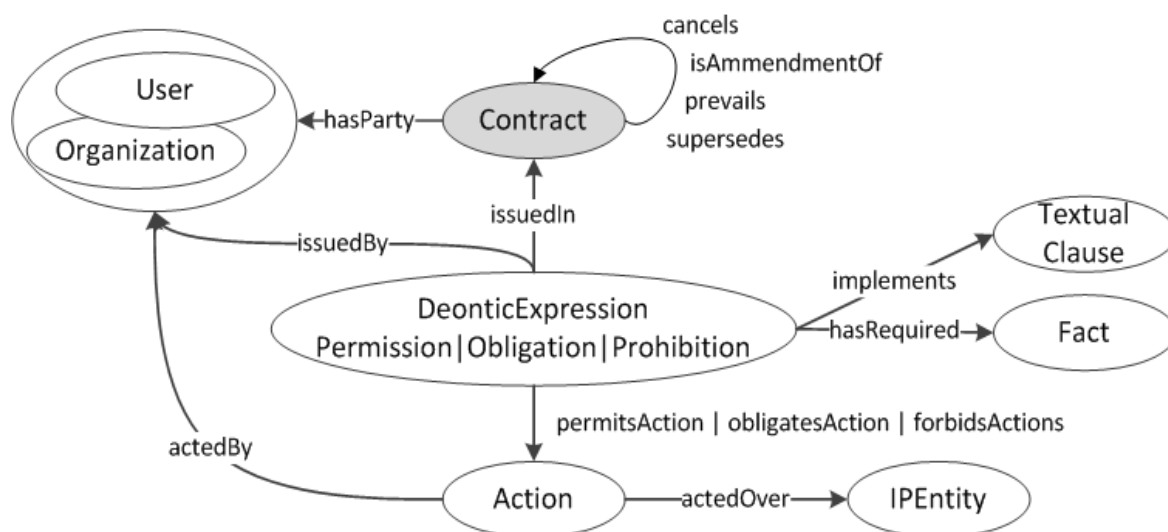 cancels
isAmmendmentOf
prevails
supersedes
User
Organization
hasParty
Contract
issuedIn
issuedBy
Textual
Clause
implements
DeonticExpression
Permission|Obligation|Prohibition
hasRequired
Fact
permitsAction | obligatesAction | forbidsActions
actedBy
Action
actedOver
IPEntity